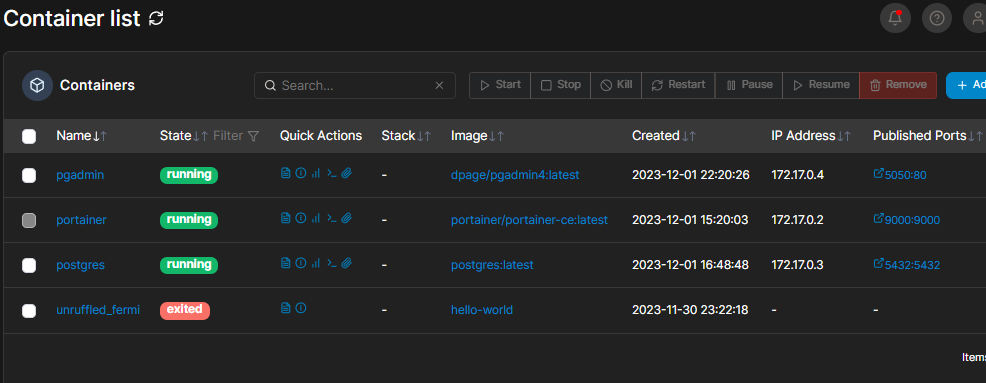 Container list
Containers Search... Start Stop Kill Restart Pause Resume Remove
Name State Filter Quick Actions Stack Image Created IP Address Published Ports
pgadmin running - dpage/pgadmin4:latest 2023-12-01 22:20:26 172.17.0.4 5050:80
portainer running - portainer/portainer-ce:latest 2023-12-01 15:20:03 172.17.0.2 9000:9000
postgres running - postgres:latest 2023-12-01 16:48:48 172.17.0.3 5432:5432
unruffled_fermi exited - hello-world 2023-11-30 23:22:18 - -
Items